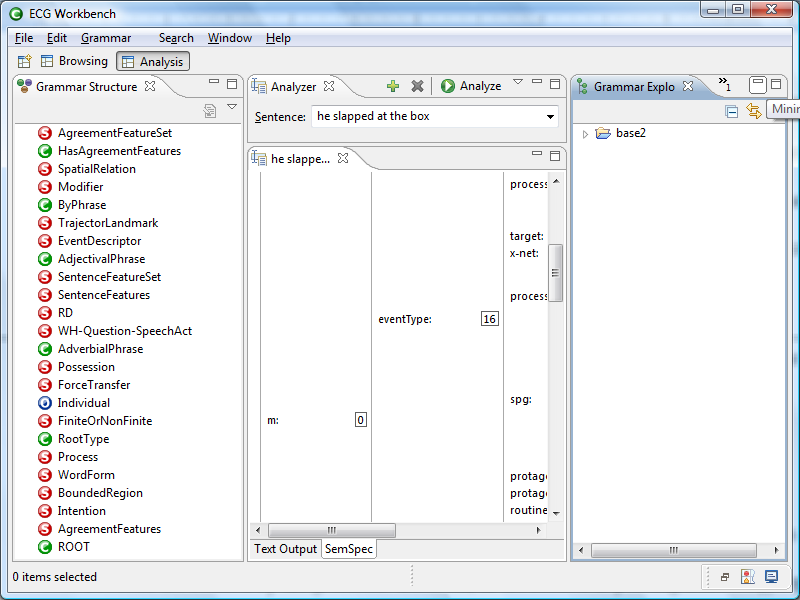 ECG Workbench
File Edit Grammar Search Window Help
Browsing Analysis
Grammar Structure
AgreementFeatureSet
HasAgreementFeatures
SpatialRelation
Modifier
ByPhrase
TrajectorLandmark
EventDescriptor
AdjectivalPhrase
SentenceFeatureSet
SentenceFeatures
RD
WH-Question-SpeechAct
AdverbialPhrase
Possession
ForceTransfer
Individual
FiniteOrNonFinite
RootType
Process
WordForm
BoundedRegion
Intention
AgreementFeatures
ROOT
Analyzer Analyze
Sentence: he slapped at the box
he slappe...
process
target:
x-net:
process
eventType: 16
spg:
m: 0
protag
protag
routine
Text Output SemSpec
Grammar Explo »1
Minir
base2
0 items selected